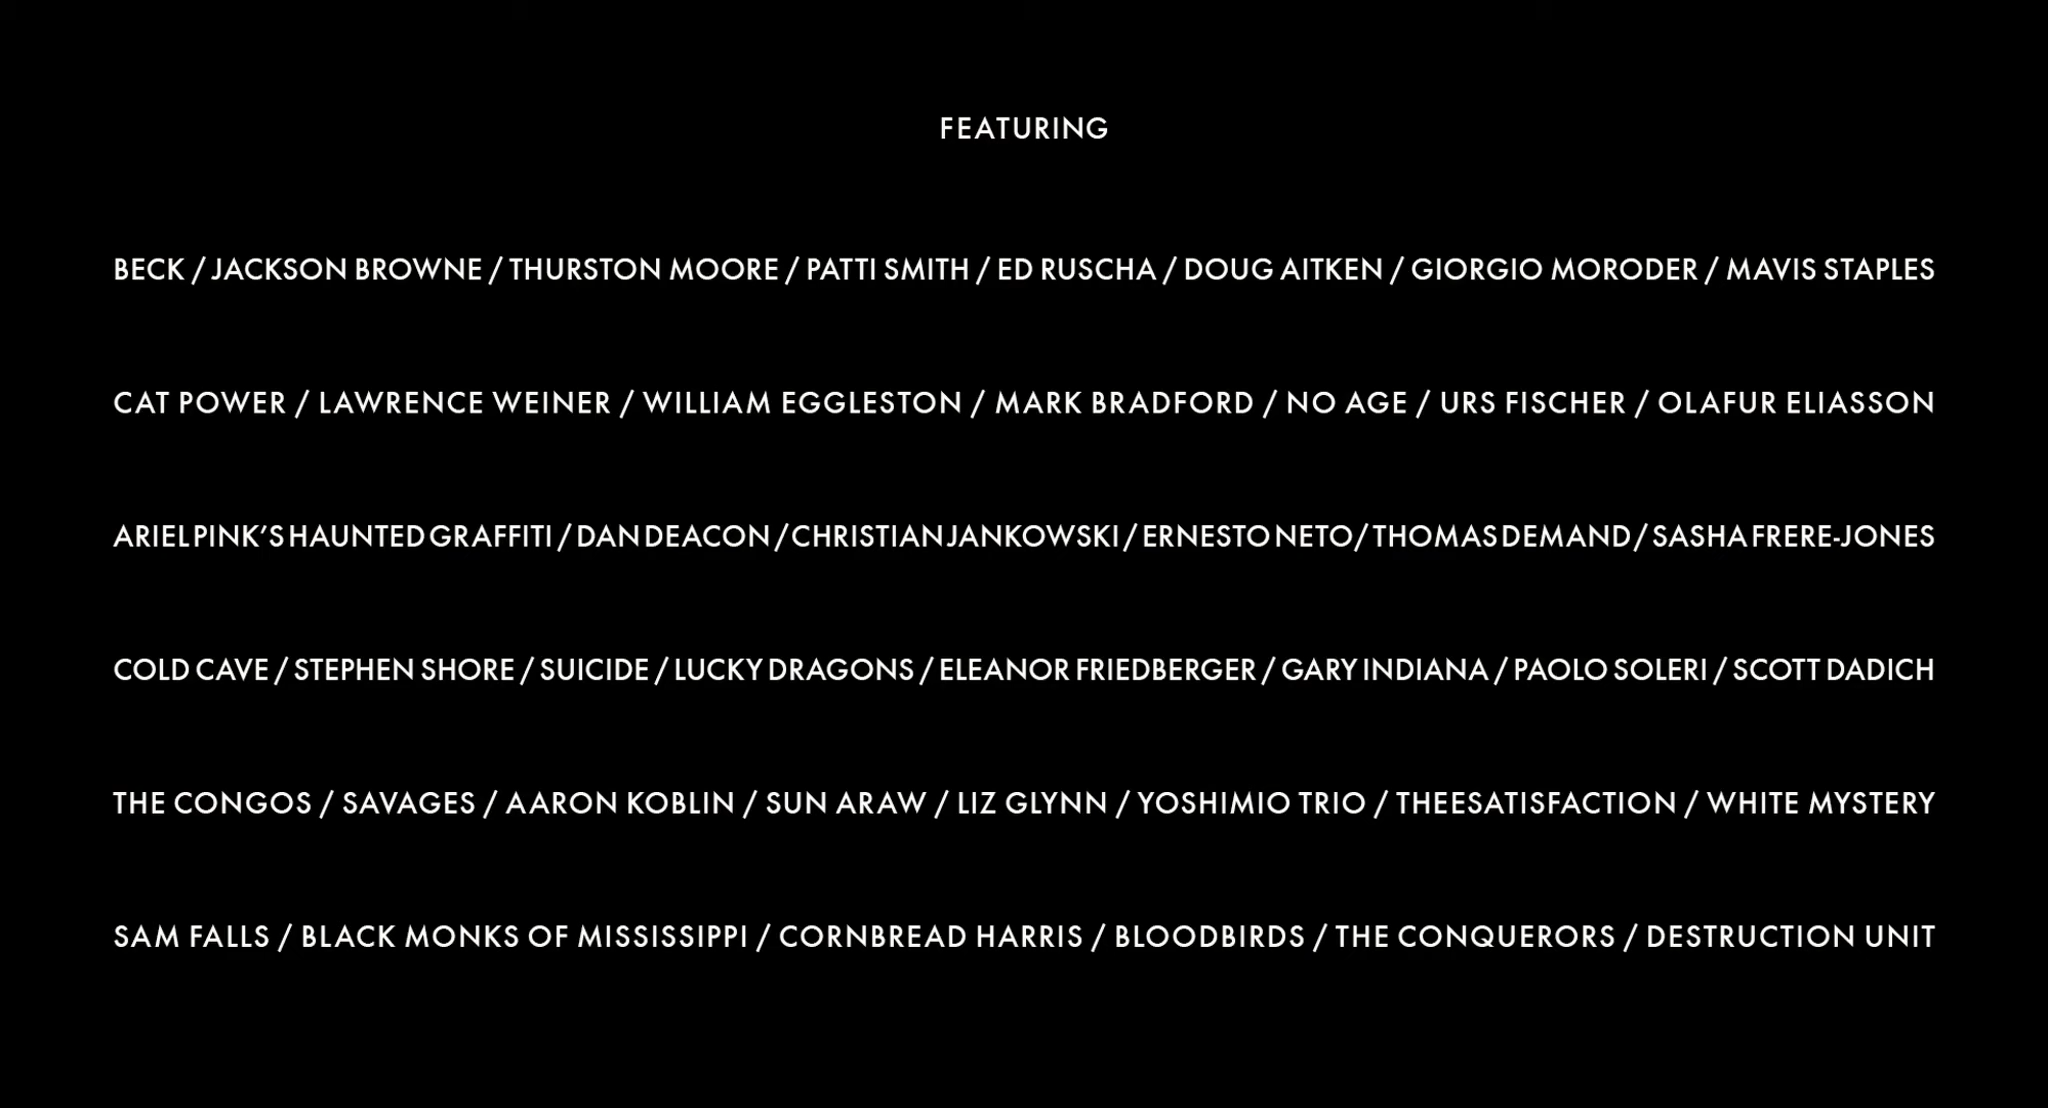 FEATURING
BECK / JACKSON BROWNE / THURSTON MOORE / PATTI SMITH / ED RUSCHA / DOUG AITKEN / GIORGIO MORODER / MAVIS STAPLES
CAT POWER / LAWRENCE WEINER / WILLIAM EGGLESTON / MARK BRADFORD / NO AGE / URS FISCHER / OLAFUR ELIASSON
ARIEL PINK'S HAUNTED GRAFFITI / DAN DEACON / CHRISTIAN JANKOWSKI / ERNESTO NETO / THOMAS DEMAND / SASHA FRERE-JONES
COLD CAVE / STEPHEN SHORE / SUICIDE / LUCKY DRAGONS / ELEANOR FRIEDBERGER / GARY INDIANA / PAOLO SOLERI / SCOTT DADICH
THE CONGOS / SAVAGES / AARON KOBLIN / SUN ARAW / LIZ GLYNN / YOSHIMIO TRIO / THEESATISFACTION / WHITE MYSTERY
SAM FALLS / BLACK MONKS OF MISSISSIPPI / CORNBREAD HARRIS / BLOODBIRDS / THE CONQUERORS / DESTRUCTION UNIT